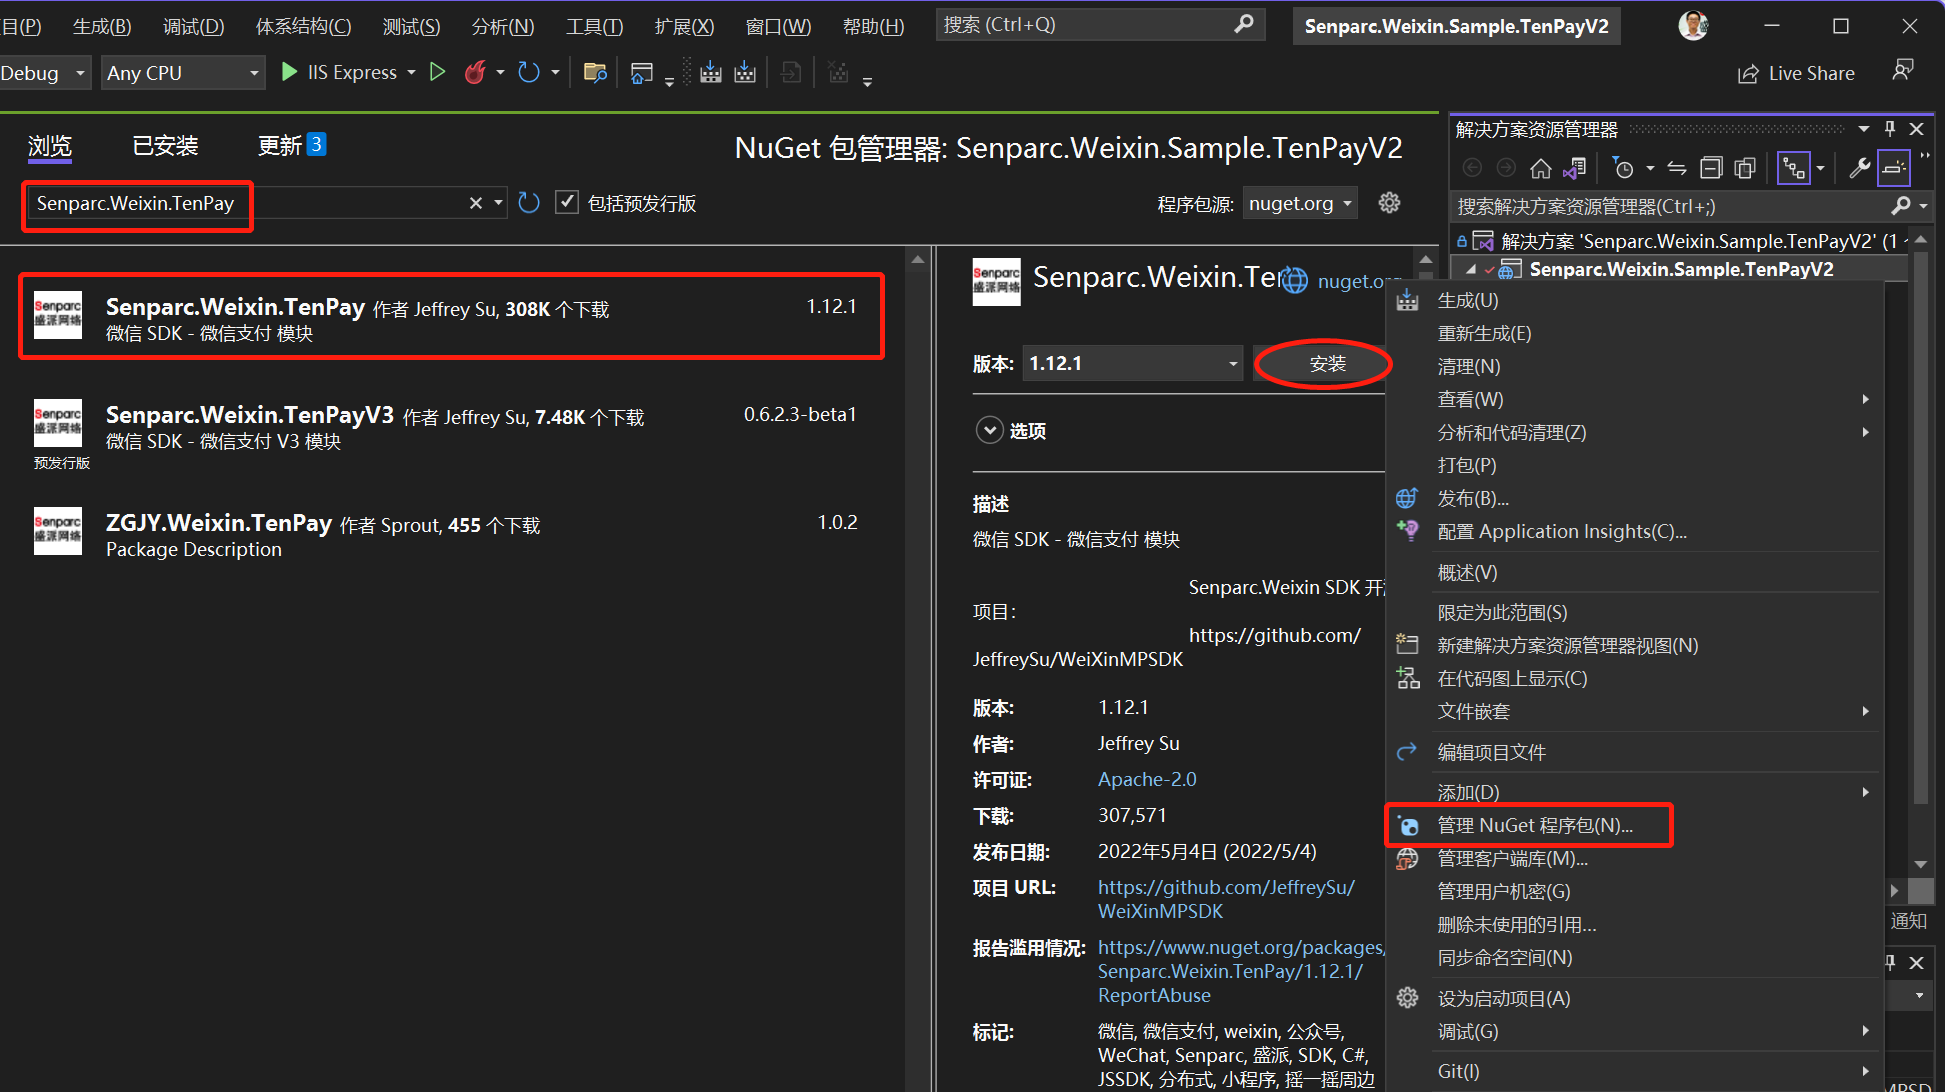 目(P) 生成(B) 调试(D) 体系结构(C) 测试(S) 分析(N) 工具(T) 扩展(X) 窗口(W) 帮助(H) 搜索 (Ctrl+Q) Senparc.Weixin.Sample.TenPayV2
Debug Any CPU IIS Express Live Share
浏览 已安装 更新 3
NuGet 包管理器: Senparc.Weixin.Sample.TenPayV2
Senparc.Weixin.TenPay 包括预发行版
程序包源: nuget.org
Senparc.Weixin.TenPay 作者 Jeffrey Su, 308K 个下载 1.12.1
微信 SDK - 微信支付 模块
Senparc.Weixin.TenPayV3 作者 Jeffrey Su, 7.48K 个下载 0.6.2.3-beta1
微信 SDK - 微信支付 V3 模块
预发行版
ZGJY.Weixin.TenPay 作者 Sprout, 455 个下载 1.0.2
Package Description
Senparc
盛派网络
Senparc
盛派网络
Senparc
盛派网络
Senparc
盛派网络
Senparc.Weixin.Ten nuget.or
版本: 1.12.1 安装
选项
描述
微信 SDK - 微信支付 模块
Senparc.Weixin SDK 开
项目:
https://github.com/
JeffreySu/WeiXinMPSDK
版本: 1.12.1
作者: Jeffrey Su
许可证: Apache-2.0
下载: 307,571
发布日期: 2022年5月4日 (2022/5/4)
项目 URL: https://github.com/JeffreySu/
WeiXinMPSDK
报告滥用情况: https://www.nuget.org/packages/
Senparc.Weixin.TenPay/1.12.1/
ReportAbuse
标记: 微信, 微信支付, weixin, 公众号,
WeChat, Senparc, 盛派, SDK, C#,
JSSDK, 分布式, 小程序, 摇一摇周边
解决方案资源管理器
搜索解决方案资源管理器(Ctrl+;)
解决方案 'Senparc.Weixin.Sample.TenPayV2' (1
Senparc.Weixin.Sample.TenPayV2
生成(U)
重新生成(E)
清理(N)
查看(W)
分析和代码清理(Z)
打包(P)
发布(B)...
配置 Application Insights(C)...
概述(V)
限定为此范围(S)
新建解决方案资源管理器视图(N)
在代码图上显示(C)
文件嵌套
编辑项目文件
添加(D)
管理 NuGet 程序包(N)...
管理客户端库(M)...
管理用户机密(G)
删除未使用的引用...
同步命名空间(N)
设为启动项目(A)
调试(G)
Git(I)
通知